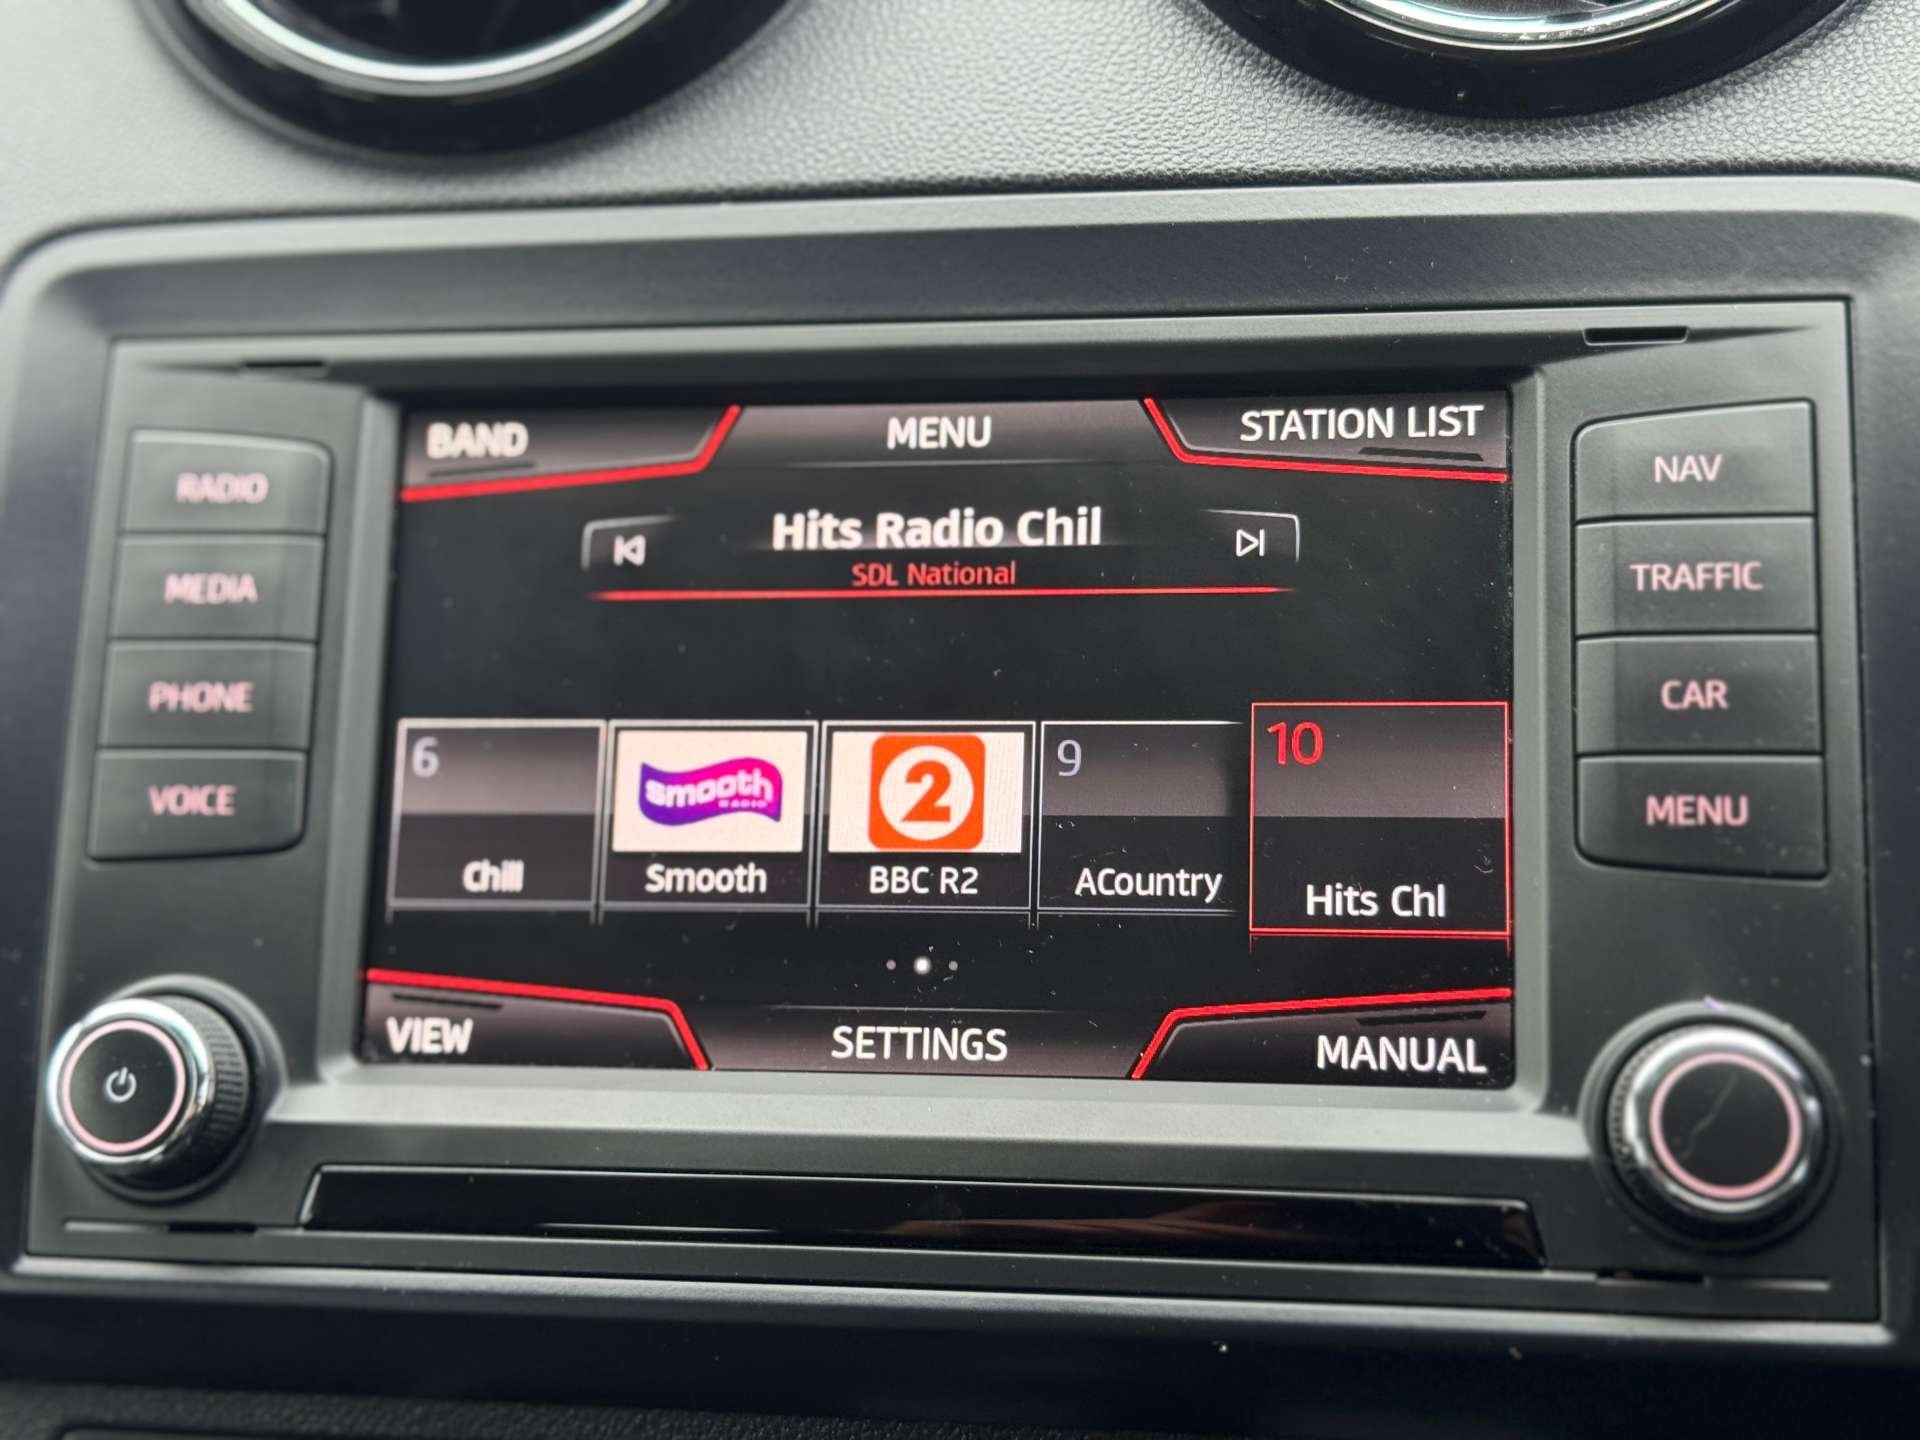 BAND
MENU
STATION LIST
Hits Radio Chil
SDL National
RADIO
MEDIA
PHONE
VOICE
NAV
TRAFFIC
CAR
MENU
6
Chill
smooth
RADIO
Smooth
2
BBC R2
9
ACountry
10
Hits Chl
VIEW
SETTINGS
MANUAL